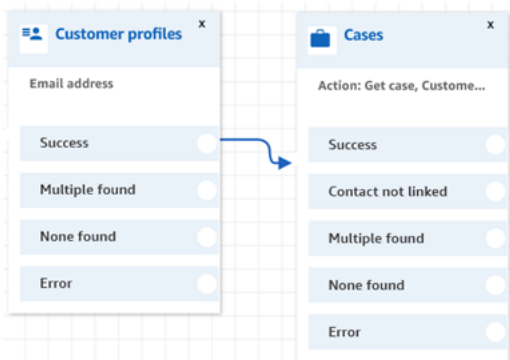 Customer profiles
x
Email address
Success
Multiple found
None found
Error
Cases
x
Action: Get case, Custome...
Success
Contact not linked
Multiple found
None found
Error